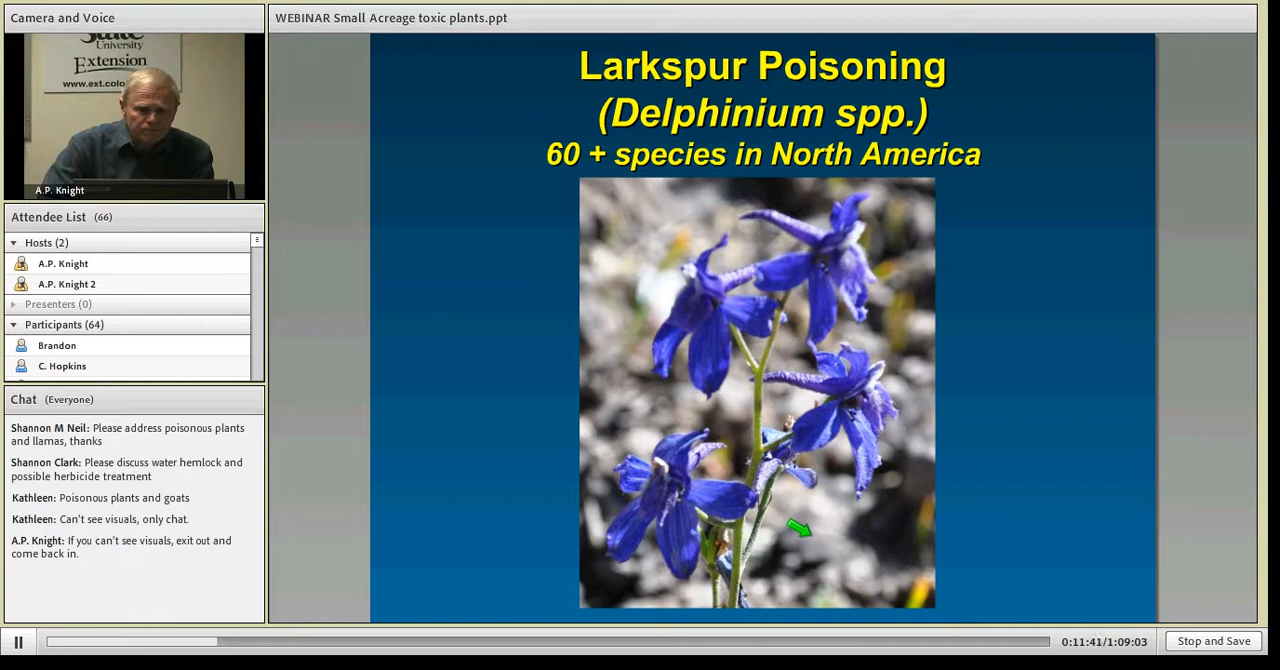 Camera and Voice
State
University
Extension
www.ext.colo
A.P. Knight
Attendee List (66)
Hosts (2)
A.P. Knight
A.P. Knight 2
Presenters (0)
Participants (64)
Brandon
C. Hopkins
Chat (Everyone)
Shannon M Neil: Please address poisonous plants
and llamas, thanks
Shannon Clark: Please discuss water hemlock and
possible herbicide treatment
Kathleen: Poisonous plants and goats
Kathleen: Can't see visuals, only chat.
A.P. Knight: If you can't see visuals, exit out and
come back in.
WEBINAR Small Acreage toxic plants.ppt
Larkspur Poisoning
(Delphinium spp.)
60 + species in North America
0:11:41/1:09:03
Stop and Save